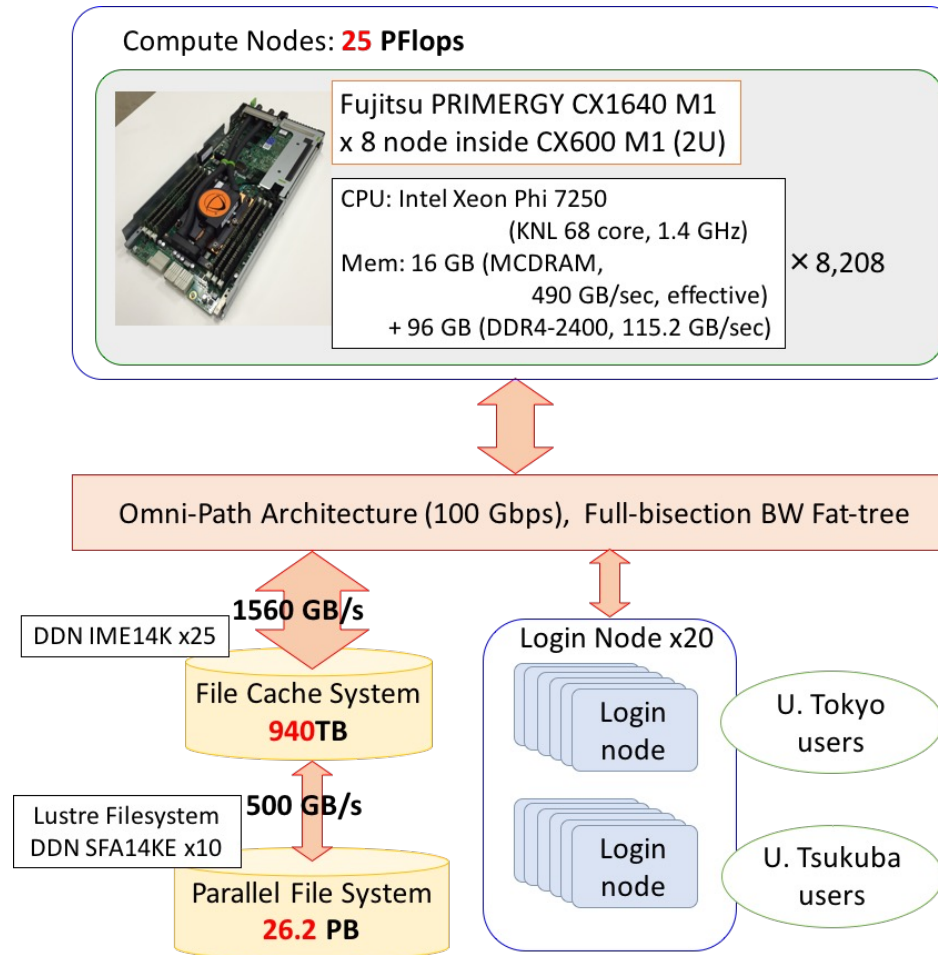 Compute Nodes: 25 PFlops
Fujitsu PRIMERGY CX1640 M1
x 8 node inside CX600 M1 (2U)
CPU: Intel Xeon Phi 7250
(KNL 68 core, 1.4 GHz)
Mem: 16 GB (MCDRAM,
490 GB/sec, effective)
+ 96 GB (DDR4-2400, 115.2 GB/sec)
×8,208
Omni-Path Architecture (100 Gbps), Full-bisection BW Fat-tree
1560 GB/s
DDN IME14K x25
File Cache System
940TB
500 GB/s
Lustre Filesystem
DDN SFA14KE x10
Parallel File System
26.2 PB
Login Node x20
Login
node
U. Tokyo
users
Login
node
U. Tsukuba
users